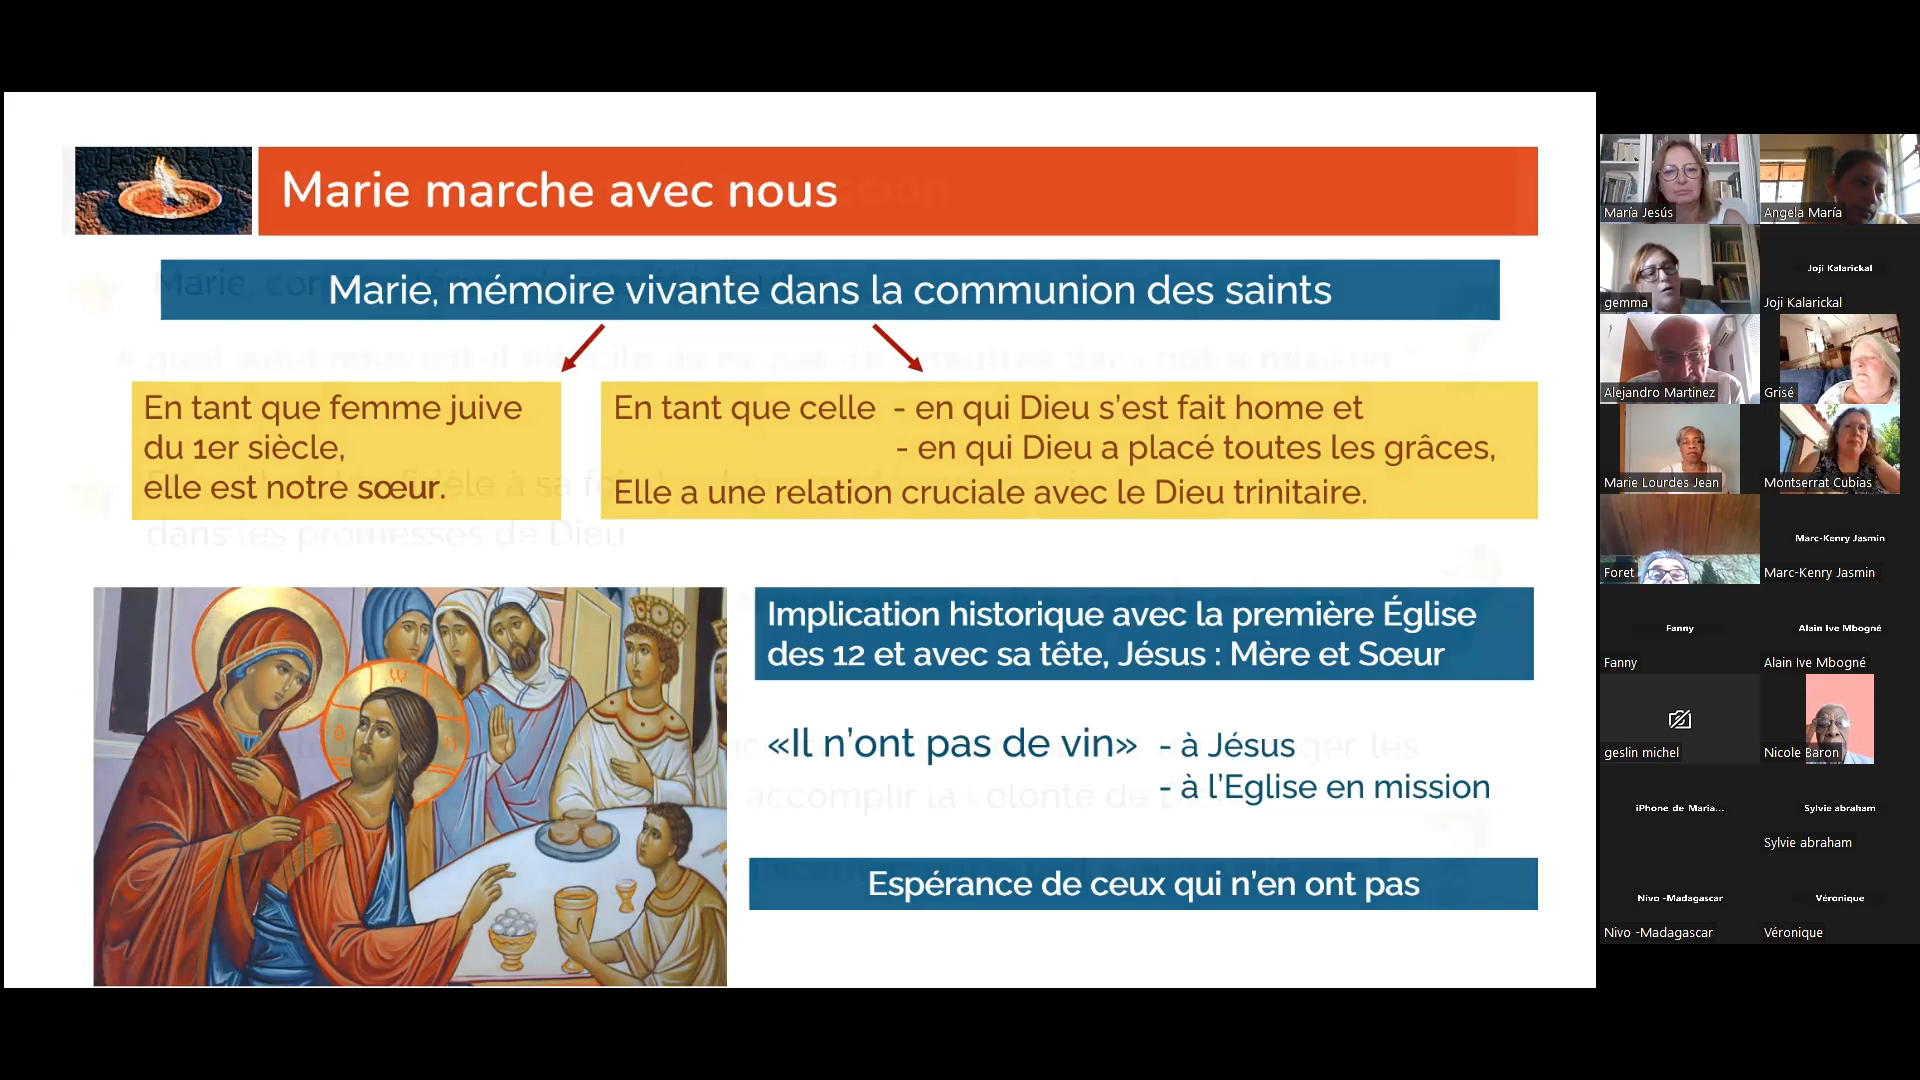 Marie marche avec nous
Marie, mémoire vivante dans la communion des saints
En tant que femme juive
du 1er siècle,
elle est notre sœur.
En tant que celle - en qui Dieu s’est fait home et
- en qui Dieu a placé toutes les grâces,
Elle a une relation cruciale avec le Dieu trinitaire.
Implication historique avec la première Église
des 12 et avec sa tête, Jésus : Mère et Sœur
«Il n’ont pas de vin» - à Jésus
- à l’Eglise en mission
Espérance de ceux qui n’en ont pas
María Jesús
Angela María
gemma
Joji Kalarickal
Joji Kalarickal
Alejandro Martinez
Grisé
Marie Lourdes Jean
Montserrat Cubias
Foret
Marc-Kenry Jasmin
Marc-Kenry Jasmin
Fanny
Fanny
Alain Ive Mbogné
Alain Ive Mbogné
geslin michel
Nicole Baron
iPhone de Maria...
Sylvie abraham
Sylvie abraham
Nivo -Madagascar
Nivo -Madagascar
Véronique
Véronique